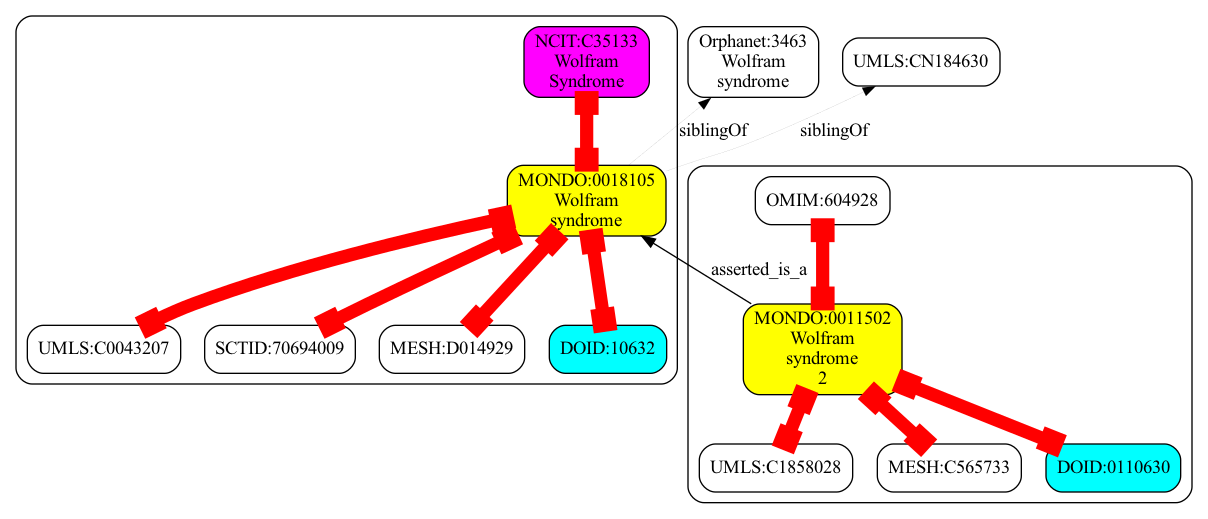 NCIT:C35133
Wolfram
Syndrome
Orphanet:3463
Wolfram
syndrome
UMLS:CN184630
siblingOf
siblingOf
MONDO:0018105
Wolfram
syndrome
OMIM:604928
asserted_is_a
UMLS:C0043207
SCTID:70694009
MESH:D014929
DOID:10632
MONDO:0011502
Wolfram
syndrome
2
UMLS:C1858028
MESH:C565733
DOID:0110630